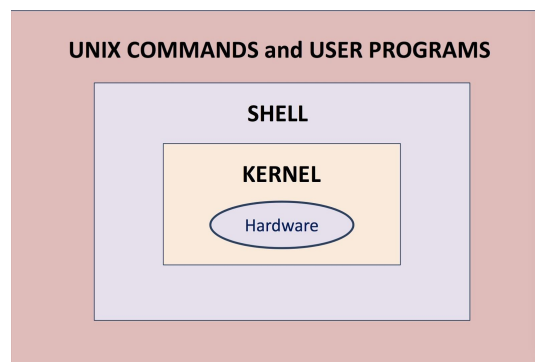 UNIX COMMANDS and USER PROGRAMS
SHELL
KERNEL
Hardware